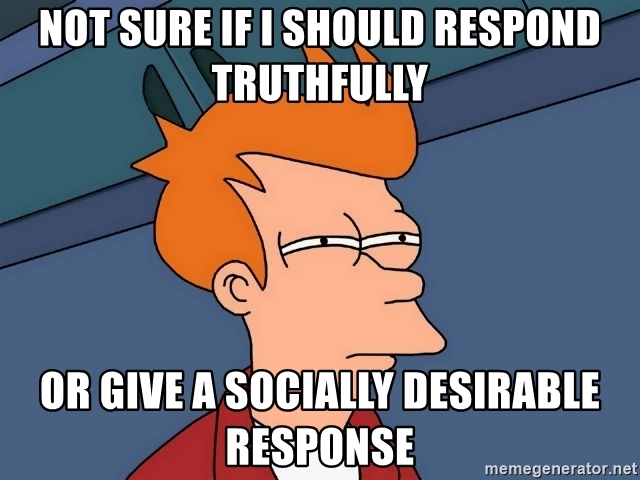 NOT SURE IF I SHOULD RESPOND
TRUTHFULLY
OR GIVE A SOCIALLY DESIRABLE
RESPONSE
memegenerator.net